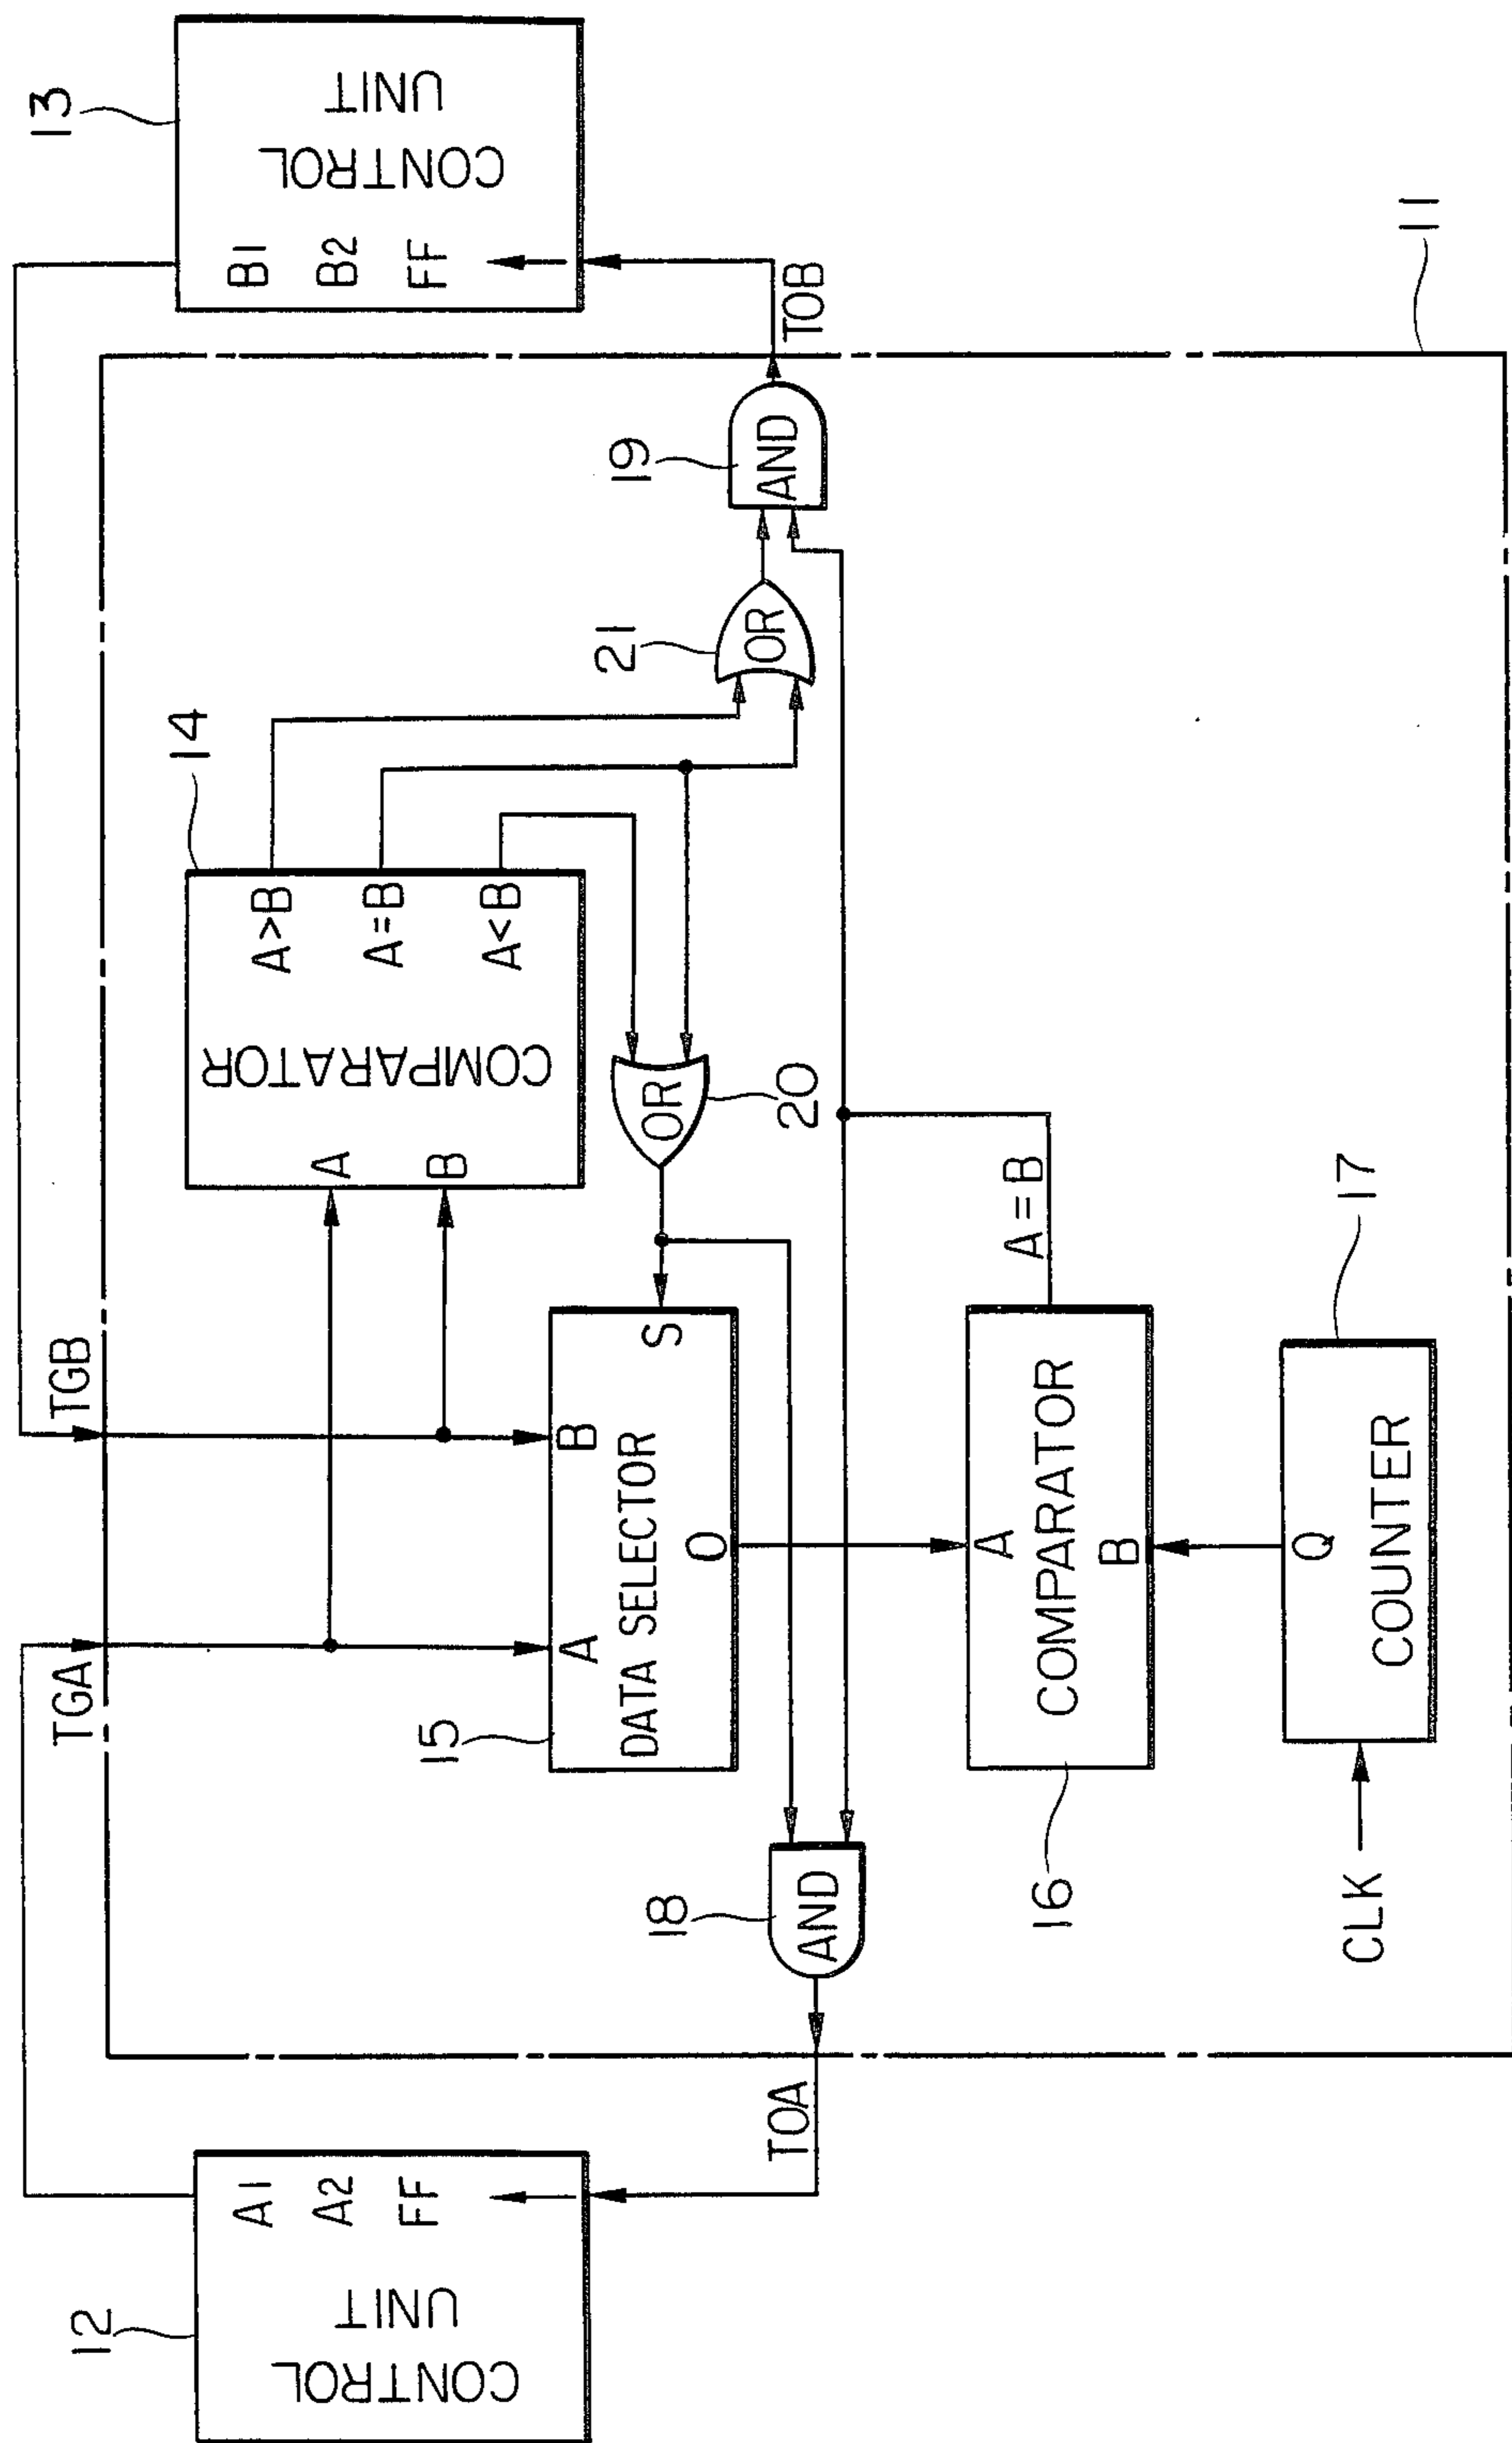 12
CONTROL
UNIT
A1
A2
FF
TOA
TGA
TGB
13
B1
B2
FF
CONTROL
UNIT
TOB
11
14
A
B
COMPARATOR
A>B
A=B
A<B
15
A
B
DATA SELECTOR
S
O
OR
20
21
OR
19
AND
18
AND
A=B
16
A
COMPARATOR
B
17
Q
COUNTER
CLK